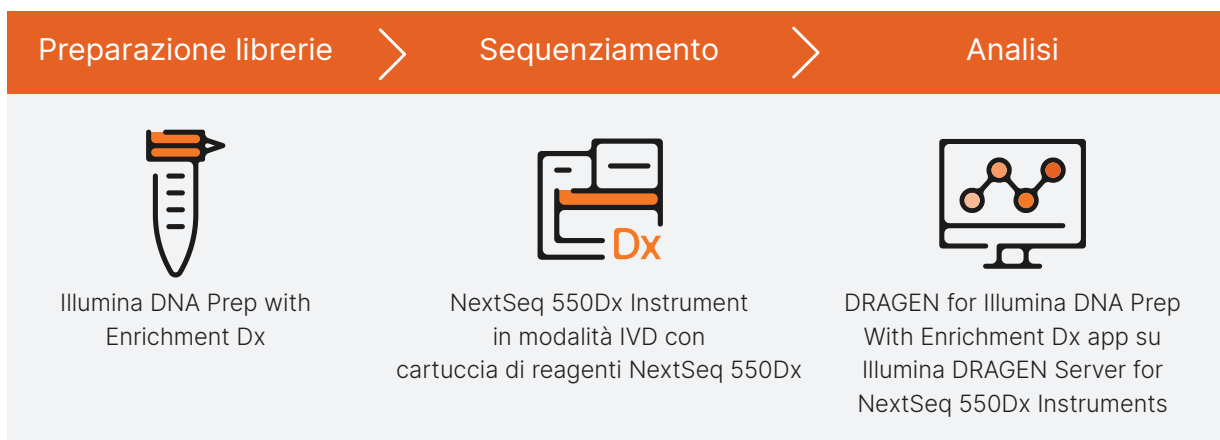 Preparazione librerie
Sequenziamento
Analisi
Dx
Illumina DNA Prep with
Enrichment Dx
NextSeq 550Dx Instrument
in modalità IVD con
cartuccia di reagenti NextSeq 550Dx
DRAGEN for Illumina DNA Prep
With Enrichment Dx app su
Illumina DRAGEN Server for
NextSeq 550Dx Instruments